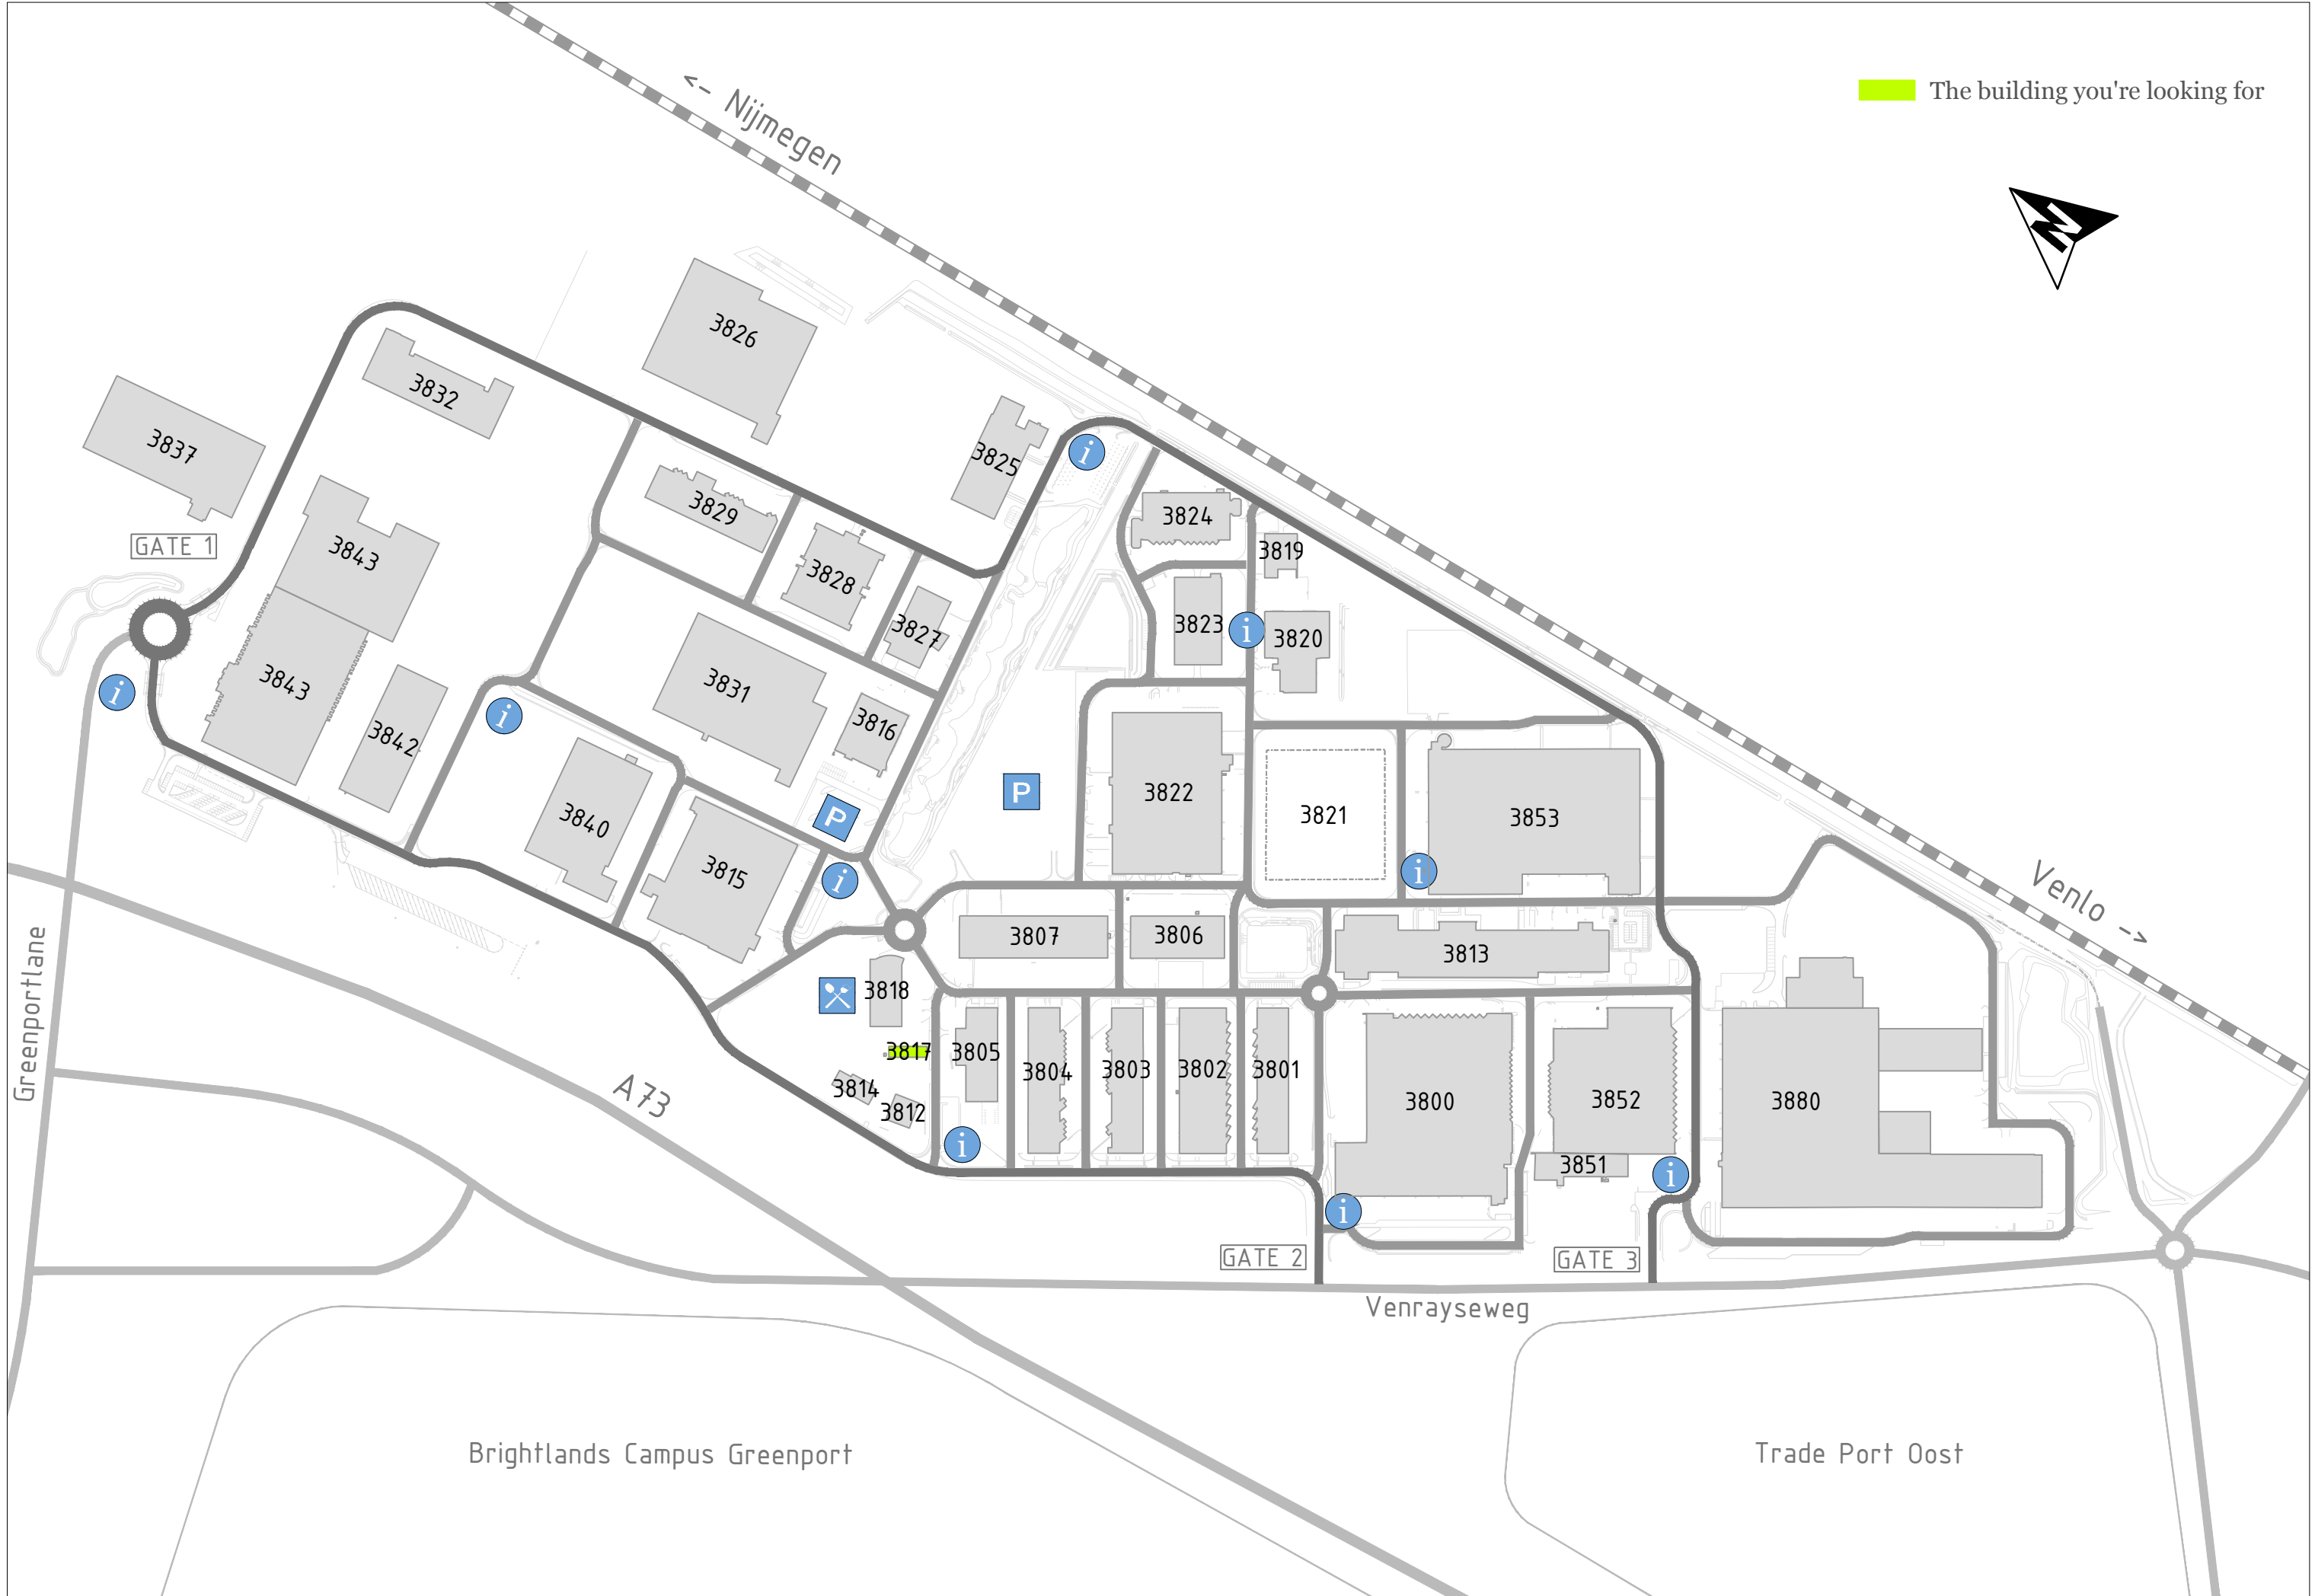 The building you're looking for
<- Nijmegen
N
3826
3832
3837
3825
3829
3824
GATE 1
3843
3819
3828
3823
3820
3827
3843
3831
i
3816
3842
3822
3821
3853
3840
P
P
3815
Venlo ->
3807
3806
3813
Greenportlane
3818
3817
3805
3804
3803
3802
3801
3800
3852
3880
A73
3814
3812
3851
GATE 2
GATE 3
Venrayseweg
Brightlands Campus Greenport
Trade Port Oost
i
i
i
i
i
i
i
i